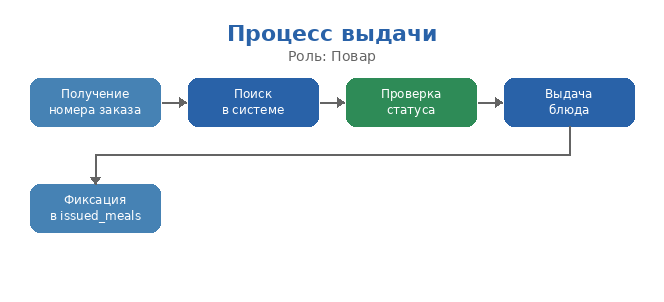 Процесс выдачи
Роль: Повар
Получение
номера заказа
Поиск
в системе
Проверка
статуса
Выдача
блюда
Фиксация
в issued_meals